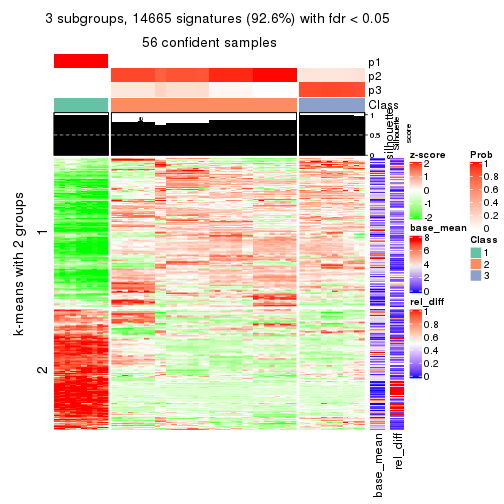 3 subgroups, 14665 signatures (92.6%) with fdr < 0.05
56 confident samples
p1
p2
p3
Class
1
0.5
0
silhouette
Silhouette
score
k-means with 2 groups
1
2
base_mean
rel_diff
z-score
2
1
0
-1
-2
base_mean
8
6
4
2
0
rel_diff
1
0.8
0.6
0.4
0.2
0
Prob
1
0.8
0.6
0.4
0.2
0
Class
1
2
3